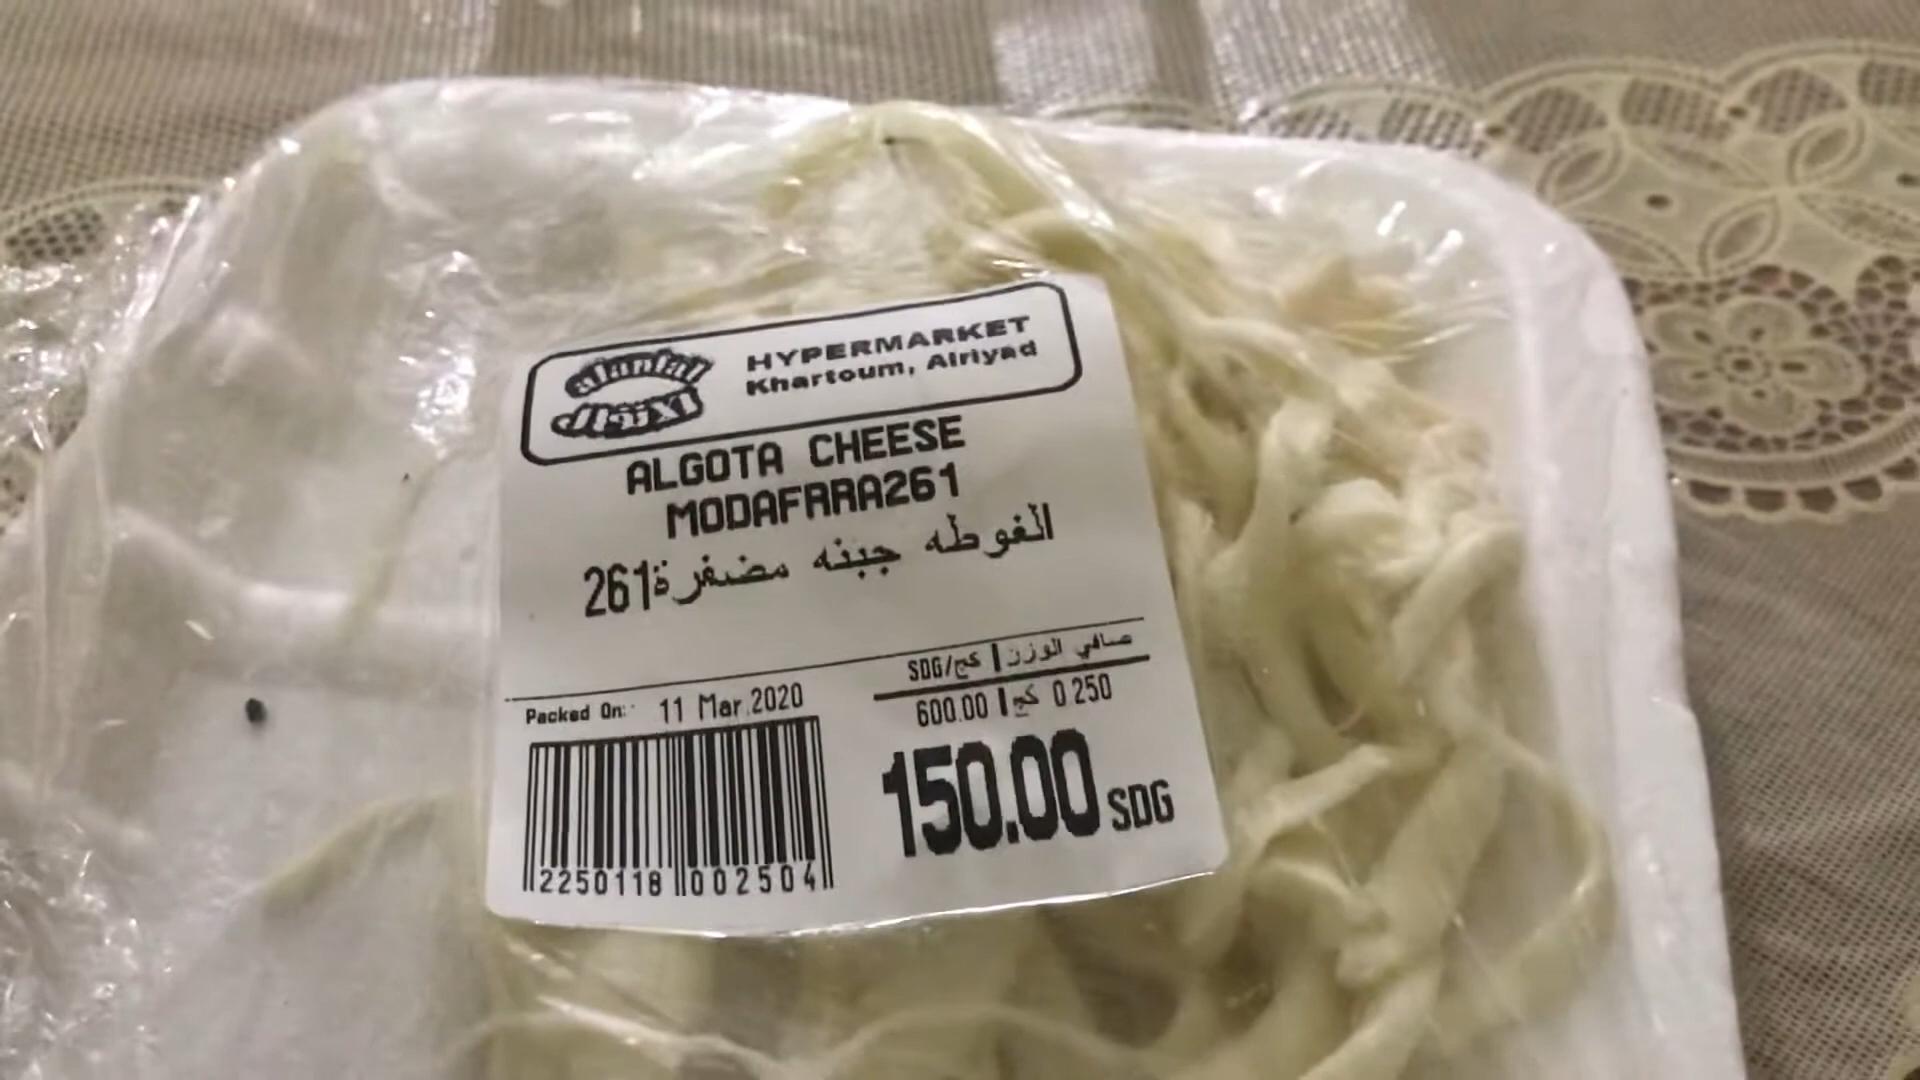 alanfal
الأنفال
HYPERMARKET
Khartoum, Alriyad
ALGOTA CHEESE
MODAFRRA261
الغوطه جبنه مضفرة261
صافي الوزن | SDG/كج
0.250 كج | 600.00
Packed On: 11 Mar.2020
150.00 SDG
2250118 002504